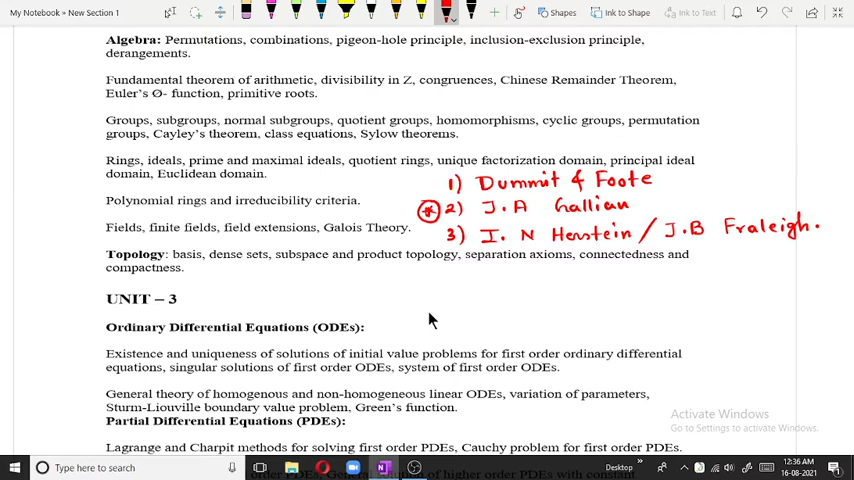 My Notebook » New Section 1
Shapes
Ink to Shape
Ink to Text
Algebra: Permutations, combinations, pigeon-hole principle, inclusion-exclusion principle,
derangements.
Fundamental theorem of arithmetic, divisibility in Z, congruences, Chinese Remainder Theorem,
Euler's Ø- function, primitive roots.
Groups, subgroups, normal subgroups, quotient groups, homomorphisms, cyclic groups, permutation
groups, Cayley's theorem, class equations, Sylow theorems.
Rings, ideals, prime and maximal ideals, quotient rings, unique factorization domain, principal ideal
domain, Euclidean domain.
1) Dummit & Foote
Polynomial rings and irreducibility criteria.
* 2) J.A Gallian
Fields, finite fields, field extensions, Galois Theory.
3) I. N Herstein / J.B Fraleigh.
Topology: basis, dense sets, subspace and product topology, separation axioms, connectedness and
compactness.
UNIT – 3
Ordinary Differential Equations (ODEs):
Existence and uniqueness of solutions of initial value problems for first order ordinary differential
equations, singular solutions of first order ODEs, system of first order ODEs.
General theory of homogenous and non-homogeneous linear ODEs, variation of parameters,
Sturm-Liouville boundary value problem, Green's function.
Partial Differential Equations (PDEs):
Lagrange and Charpit methods for solving first order PDEs, Cauchy problem for first order PDEs.
Activate Windows
Go to Settings to activate Windows.
Type here to search
Desktop
12:36 AM
16-08-2021